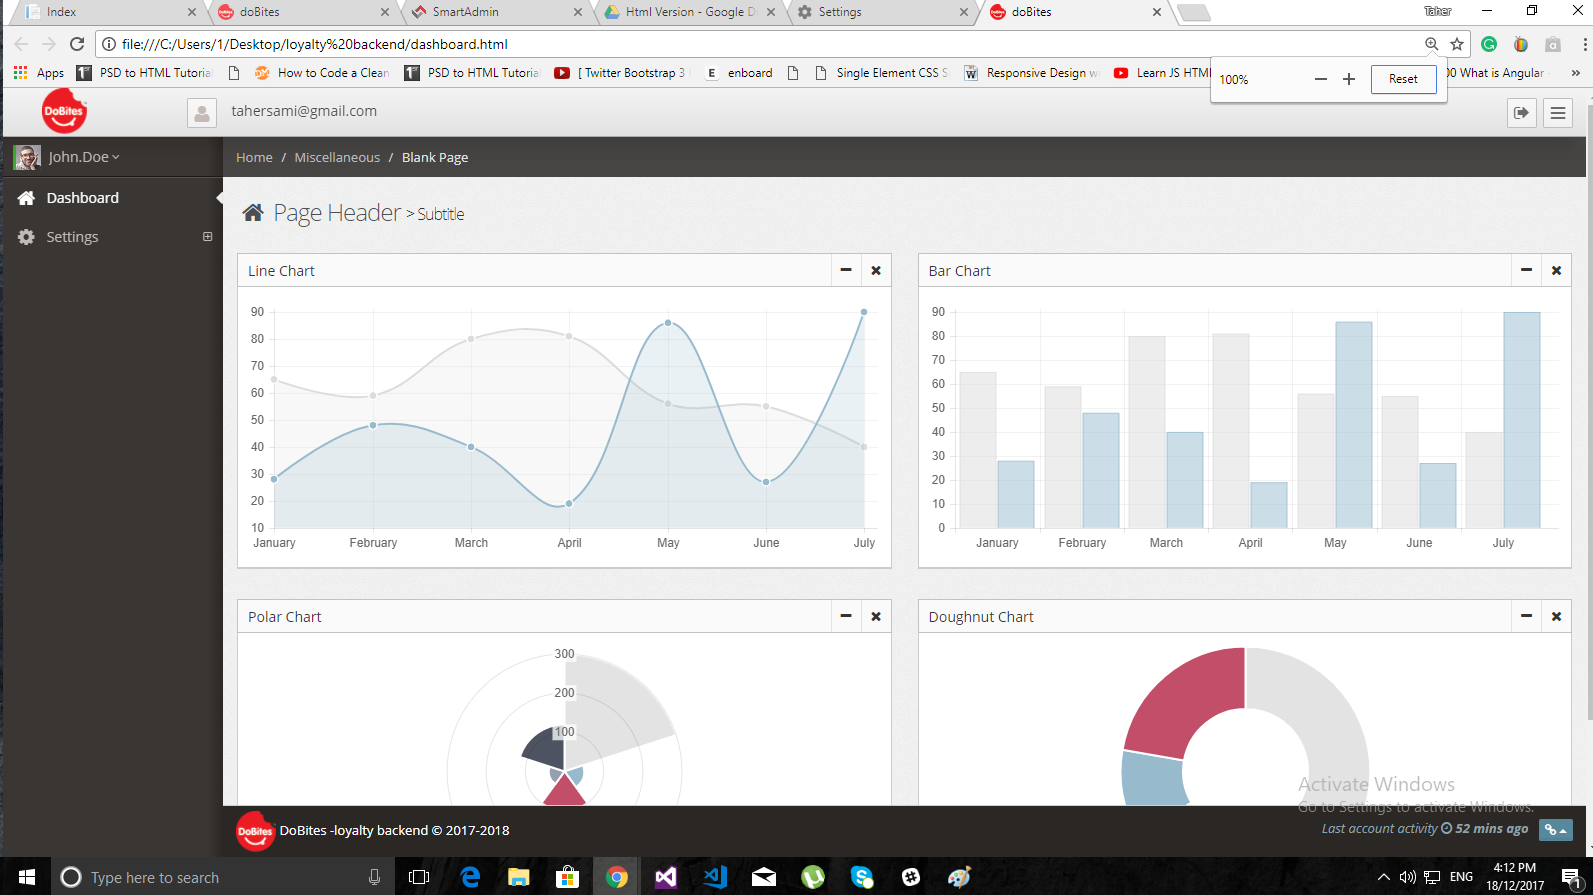 Index
doBites
SmartAdmin
Html Version - Google D
Settings
doBites
Taher
file:///C:/Users/1/Desktop/loyalty%20backend/dashboard.html
Apps
PSD to HTML Tutoria
How to Code a Clean
PSD to HTML Tutoria
[ Twitter Bootstrap 3
E enboard
Single Element CSS S
Responsive Design w
Learn JS HTM
00 What is Angular
»
100%
Reset
DoBites
tahersami@gmail.com
John.Doe
Home / Miscellaneous / Blank Page
Dashboard
Settings
Page Header > Subtitle
Line Chart
90
80
70
60
50
40
30
20
10
January February March April May June July
Bar Chart
90
80
70
60
50
40
30
20
10
0
January February March April May June July
Polar Chart
300
200
100
Doughnut Chart
Activate Windows
Go to Settings to activate Windows.
DoBites
DoBites -loyalty backend © 2017-2018
Last account activity 52 mins ago
Type here to search
ENG
4:12 PM
18/12/2017
1